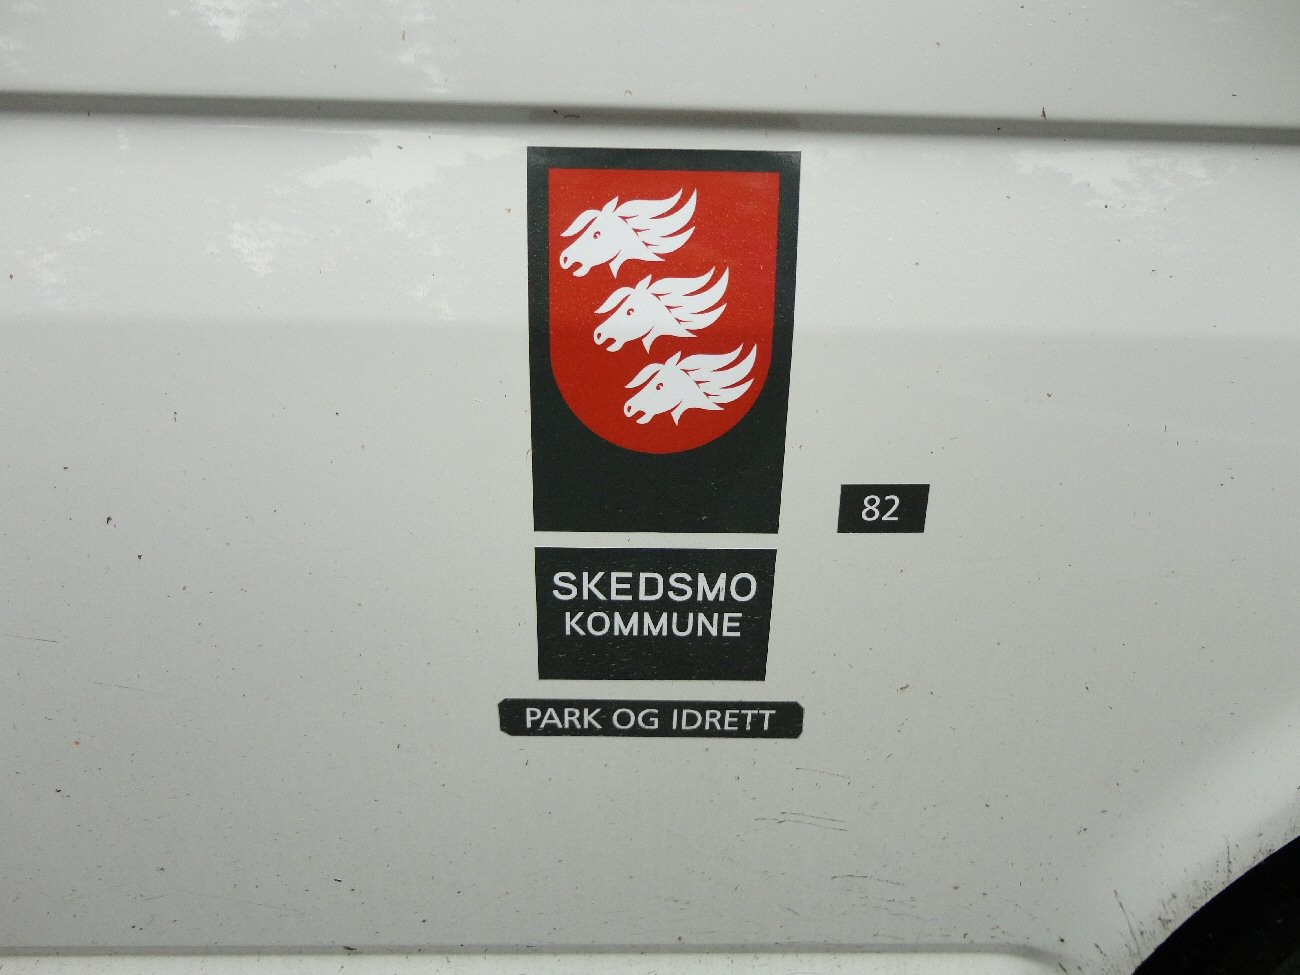 82
SKEDSMO
KOMMUNE
PARK OG IDRETT